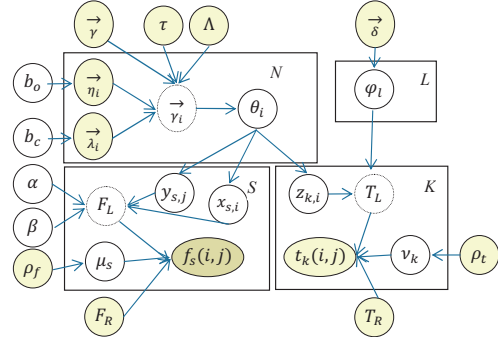 γ⃗ τ Λ δ⃗
N
b_o η⃗_i φ_l L
γ⃗_i θ_i
b_c λ⃗_i
α F_L y_{s,j} x_{s,i} S z_{k,i} T_L K
β
ρ_f μ_s f_s(i,j) t_k(i,j) ν_k ρ_t
F_R T_R